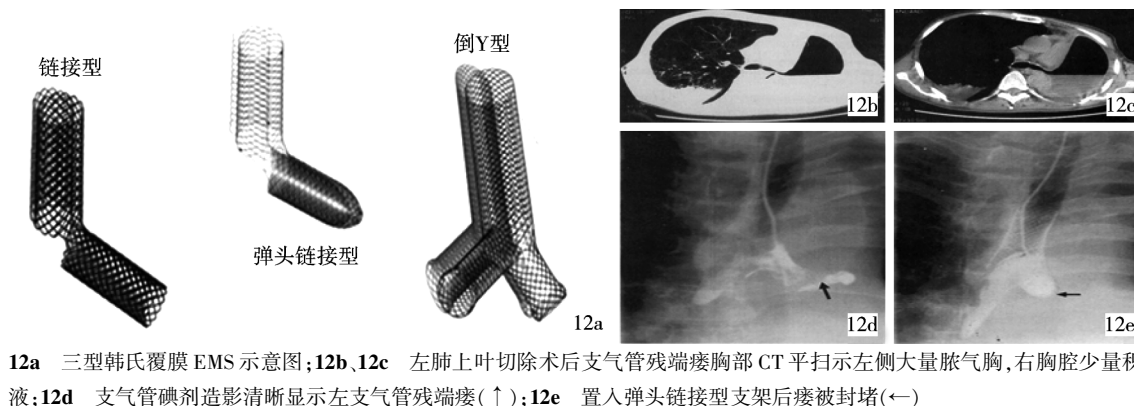 链接型
弹头链接型
倒Y型
12a
12b
12c
12d
12e
12a 三型韩氏覆膜 EMS 示意图;12b、12c 左肺上叶切除术后支气管残端瘘胸部 CT 平扫示左侧大量脓气胸,右胸腔少量积
液;12d 支气管碘剂造影清晰显示左支气管残端瘘(↑);12e 置入弹头链接型支架后瘘被封堵(←)